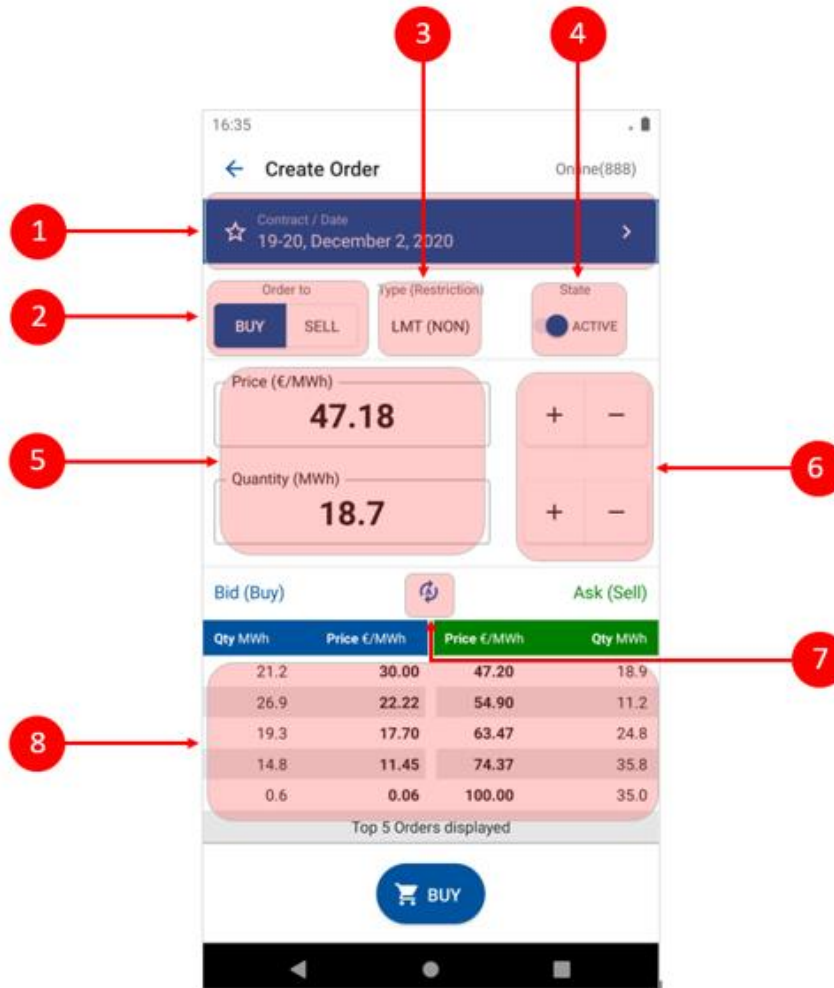 3 4
16:35
Create Order Online(888)
Contract / Date
1
19-20, December 2, 2020
Order to Type (Restriction) State
2
BUY SELL LMT (NON) ACTIVE
Price (€/MWh)
47.18 + −
5 6
Quantity (MWh)
18.7 + −
Bid (Buy) Ask (Sell)
Qty MWh Price €/MWh Price €/MWh Qty MWh
7
21.2 30.00 47.20 18.9
26.9 22.22 54.90 11.2
8
19.3 17.70 63.47 24.8
14.8 11.45 74.37 35.8
0.6 0.06 100.00 35.0
Top 5 Orders displayed
BUY